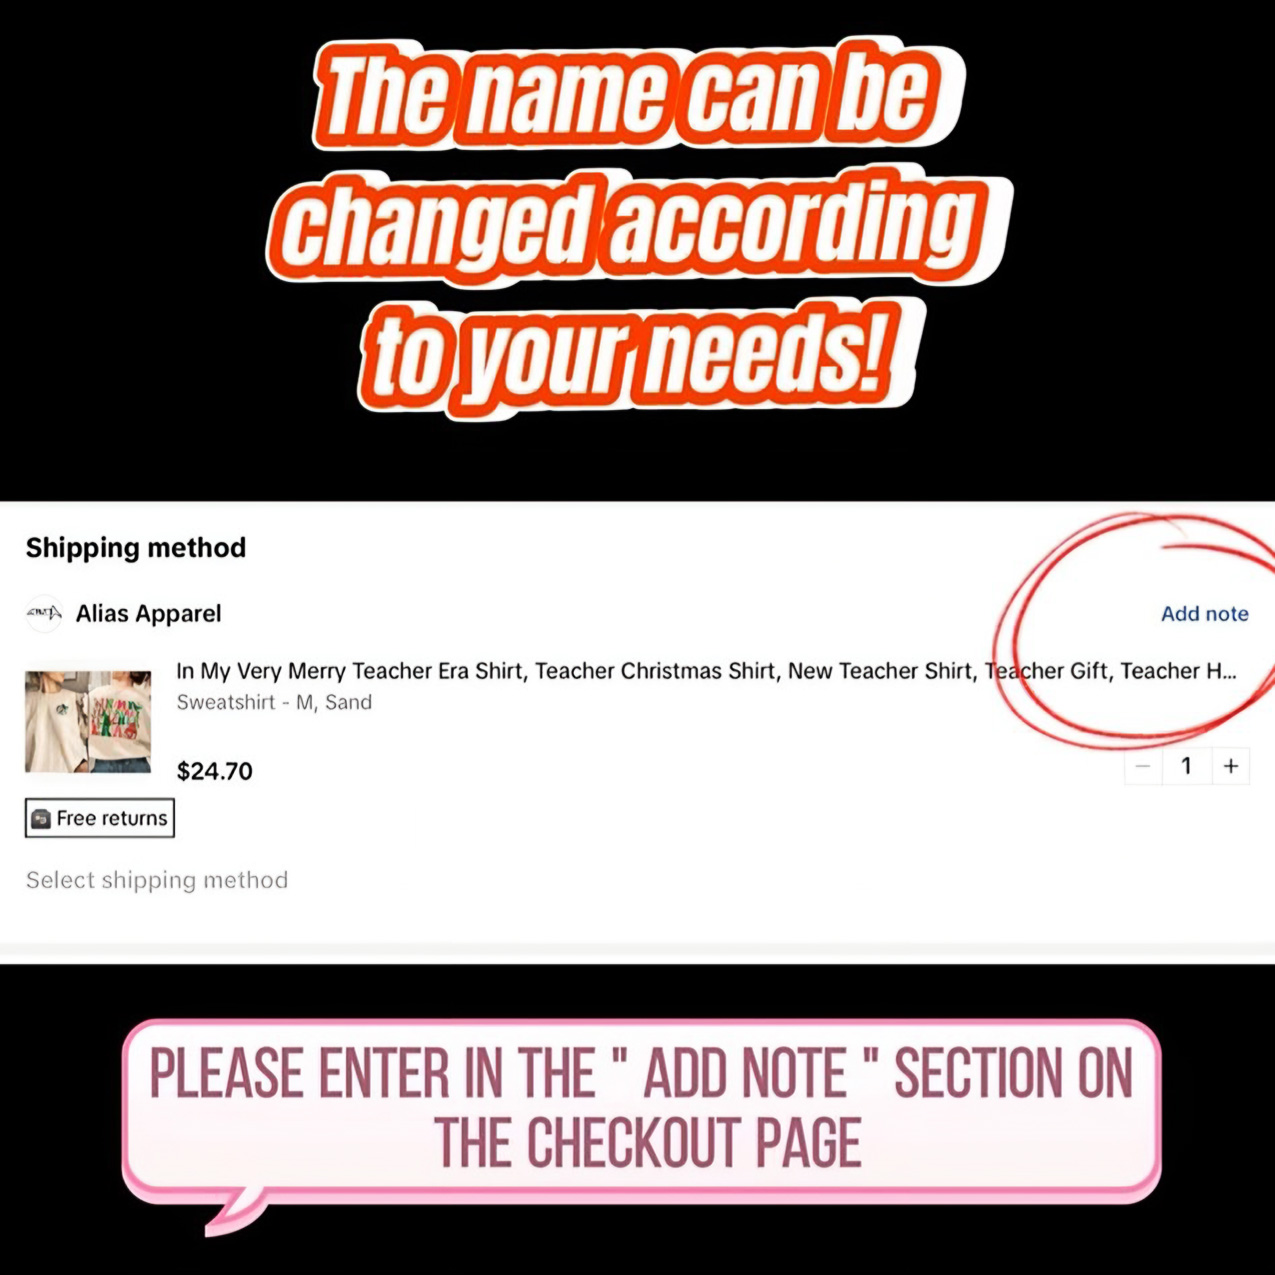 The name can be
changed according
to your needs!
Shipping method
Alias Apparel
Add note
In My Very Merry Teacher Era Shirt, Teacher Christmas Shirt, New Teacher Shirt, Teacher Gift, Teacher H...
Sweatshirt - M, Sand
$24.70
− 1 +
Free returns
Select shipping method
PLEASE ENTER IN THE " ADD NOTE " SECTION ON
THE CHECKOUT PAGE